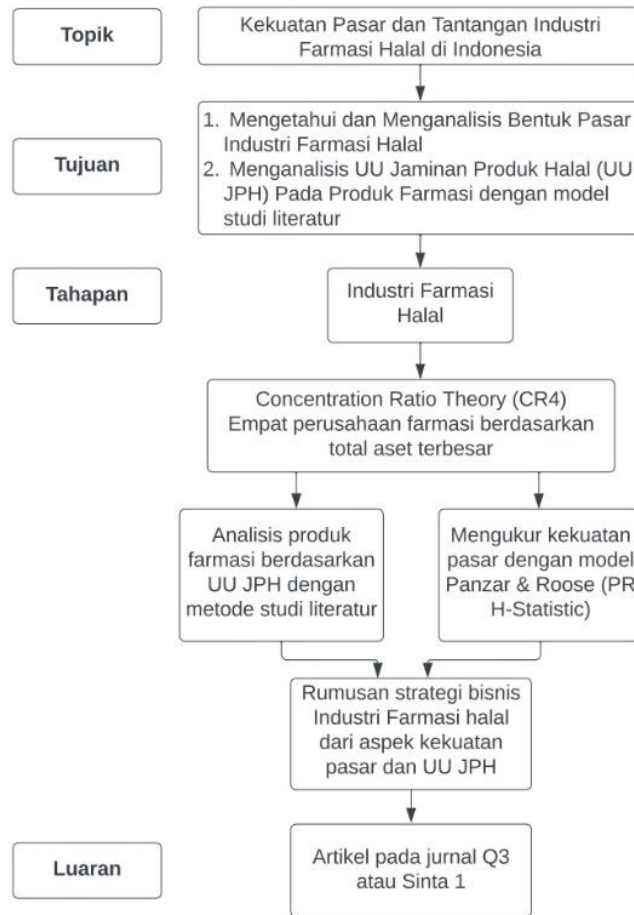 Topik
Kekuatan Pasar dan Tantangan Industri
Farmasi Halal di Indonesia
Tujuan
1. Mengetahui dan Menganalisis Bentuk Pasar
Industri Farmasi Halal
2. Menganalisis UU Jaminan Produk Halal (UU
JPH) Pada Produk Farmasi dengan model
studi literatur
Tahapan
Industri Farmasi
Halal
Concentration Ratio Theory (CR4)
Empat perusahaan farmasi berdasarkan
total aset terbesar
Analisis produk
farmasi berdasarkan
UU JPH dengan
metode studi literatur
Mengukur kekuatan
pasar dengan model
Panzar & Roose (PR
H-Statistic)
Rumusan strategi bisnis
Industri Farmasi halal
dari aspek kekuatan
pasar dan UU JPH
Luaran
Artikel pada jurnal Q3
atau Sinta 1